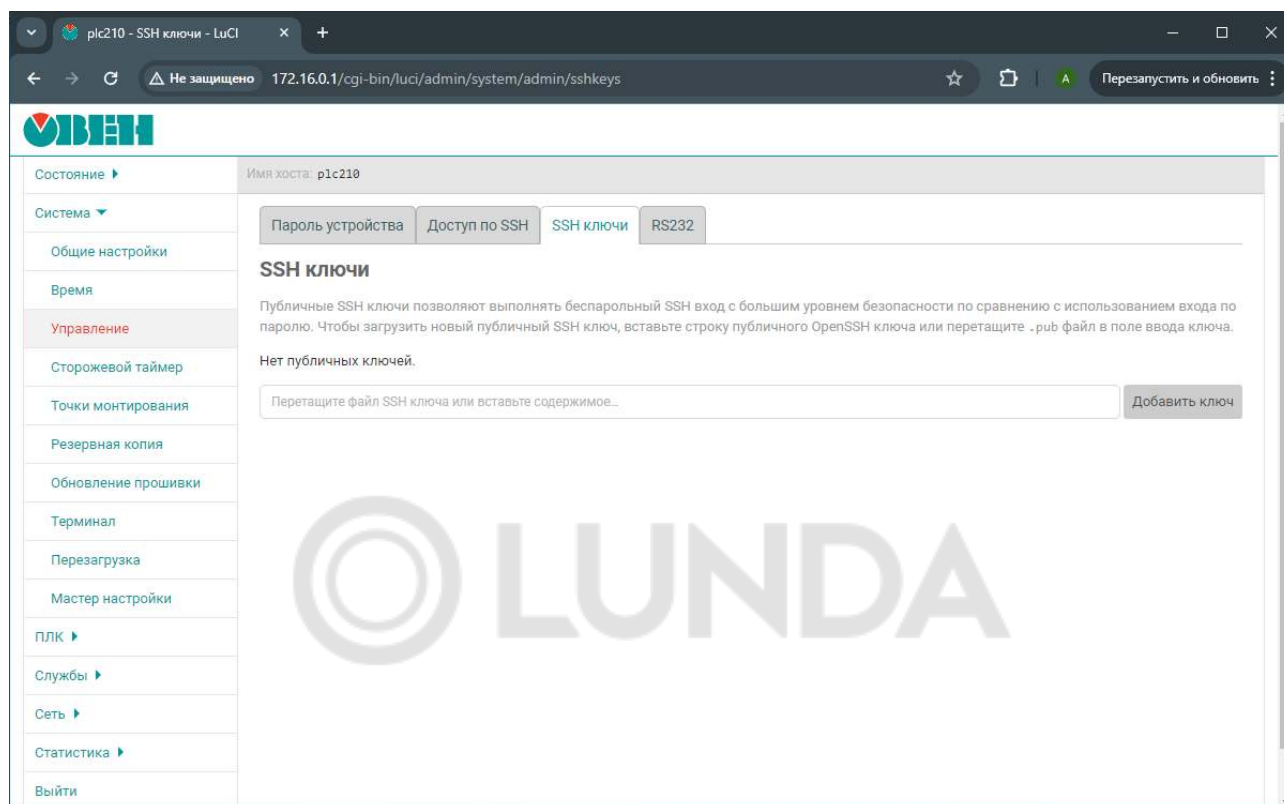 plc210 - SSH ключи - LuCI
Не защищено 172.16.0.1/cgi-bin/luci/admin/system/admin/sshkeys
A
Перезапустить и обновить
ОВЕН
Состояние
Имя хоста: plc210
Система
Пароль устройства Доступ по SSH SSH ключи RS232
Общие настройки
SSH ключи
Время
Публичные SSH ключи позволяют выполнять беспарольный SSH вход с большим уровнем безопасности по сравнению с использованием входа по
паролю. Чтобы загрузить новый публичный SSH ключ, вставьте строку публичного OpenSSH ключа или перетащите .pub файл в поле ввода ключа.
Управление
Нет публичных ключей.
Сторожевой таймер
Перетащите файл SSH ключа или вставьте содержимое...
Добавить ключ
Точки монтирования
Резервная копия
Обновление прошивки
Терминал
Перезагрузка
Мастер настройки
ПЛК
Службы
Сеть
Статистика
Выйти
LUNDA